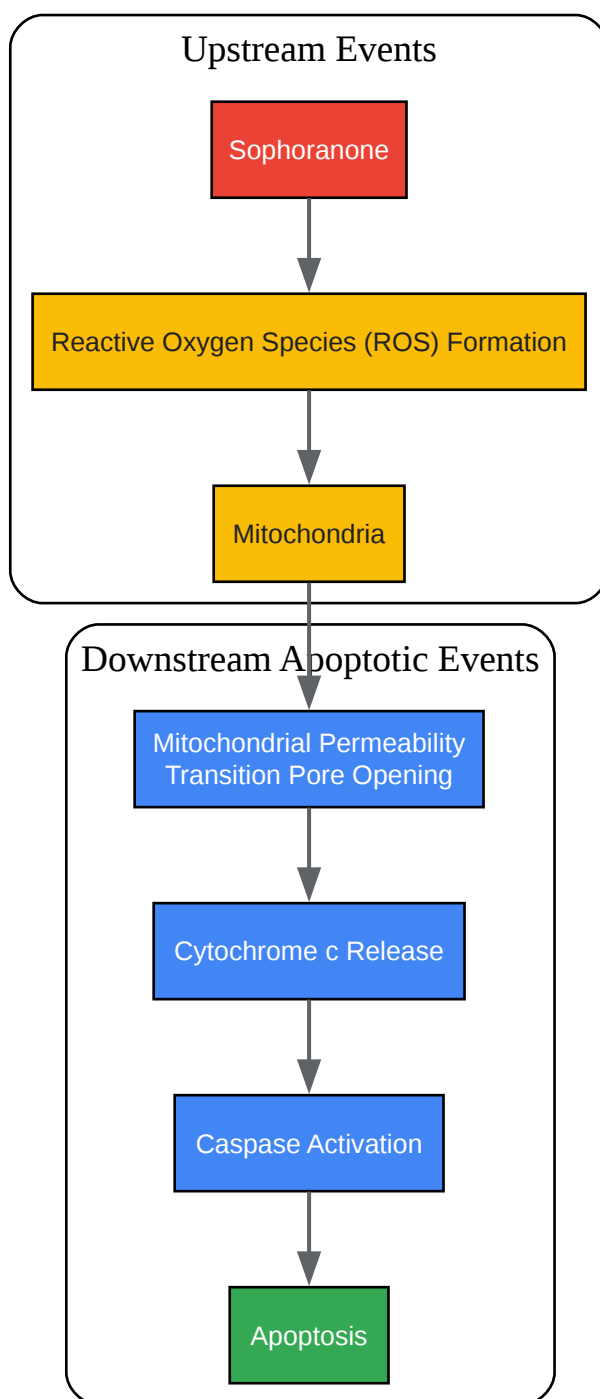 Upstream Events
Sophoranone
Reactive Oxygen Species (ROS) Formation
Mitochondria
Downstream Apoptotic Events
Mitochondrial Permeability
Transition Pore Opening
Cytochrome c Release
Caspase Activation
Apoptosis